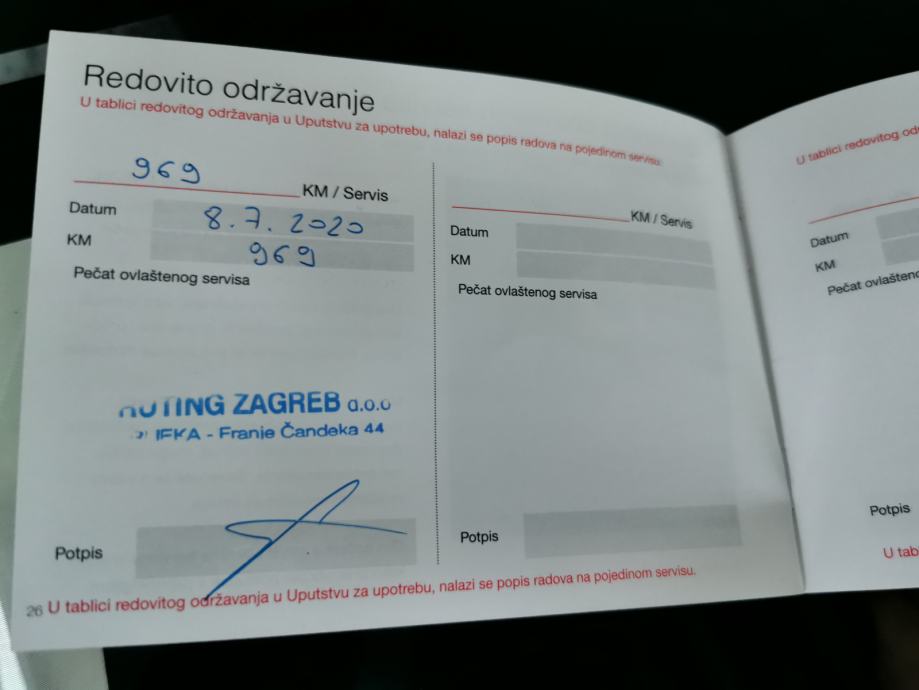 Redovito održavanje
U tablici redovitog održavanja u Uputstvu za upotrebu, nalazi se popis radova na pojedinom servisu.
969 KM / Servis
Datum 8.7.2020
KM 969
Pečat ovlaštenog servisa
ZAGREB d.o.o
- Franje Čandeka 44
Potpis
KM / Servis
Datum
KM
Pečat ovlaštenog servisa
Potpis
26 U tablici redovitog održavanja u Uputstvu za upotrebu, nalazi se popis radova na pojedinom servisu.
U tablici redovitog
Datum
KM
Pečat
Potpis
U